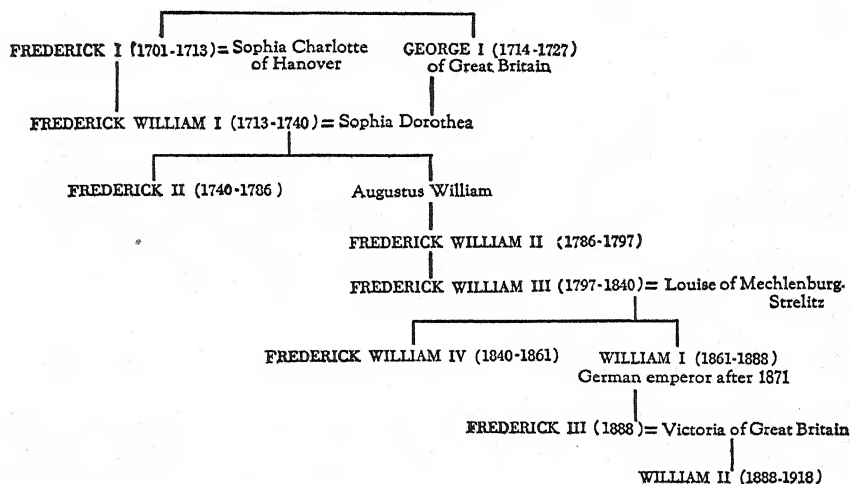 FREDERICK I (1701-1713) = Sophia Charlotte of Hanover
GEORGE I (1714-1727) of Great Britain
FREDERICK WILLIAM I (1713-1740) = Sophia Dorothea
FREDERICK II (1740-1786)
Augustus William
FREDERICK WILLIAM II (1786-1797)
FREDERICK WILLIAM III (1797-1840) = Louise of Mechlenburg-
Strelitz
FREDERICK WILLIAM IV (1840-1861)
WILLIAM I (1861-1888)
German emperor after 1871
FREDERICK III (1888) = Victoria of Great Britain
WILLIAM II (1888-1918)